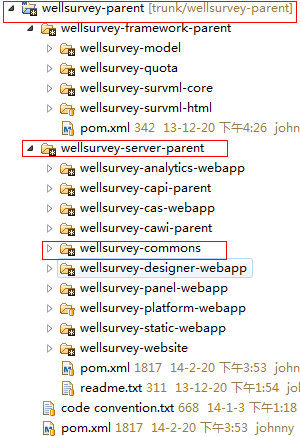 wellsurvey-parent [trunk/wellsurvey-parent]
wellsurvey-framework-parent
wellsurvey-model
wellsurvey-quota
wellsurvey-survml-core
wellsurvey-survml-html
pom.xml 342 13-12-20 下午4:26 john
wellsurvey-server-parent
wellsurvey-analytics-webapp
wellsurvey-capi-parent
wellsurvey-cas-webapp
wellsurvey-cawi-parent
wellsurvey-commons
wellsurvey-designer-webapp
wellsurvey-panel-webapp
wellsurvey-platform-webapp
wellsurvey-static-webapp
wellsurvey-website
pom.xml 1817 14-2-20 下午3:53 john
readme.txt 311 13-12-20 下午1:54 jo
code convention.txt 668 14-1-3 下午1:18
pom.xml 1817 14-2-20 下午3:53 johnny